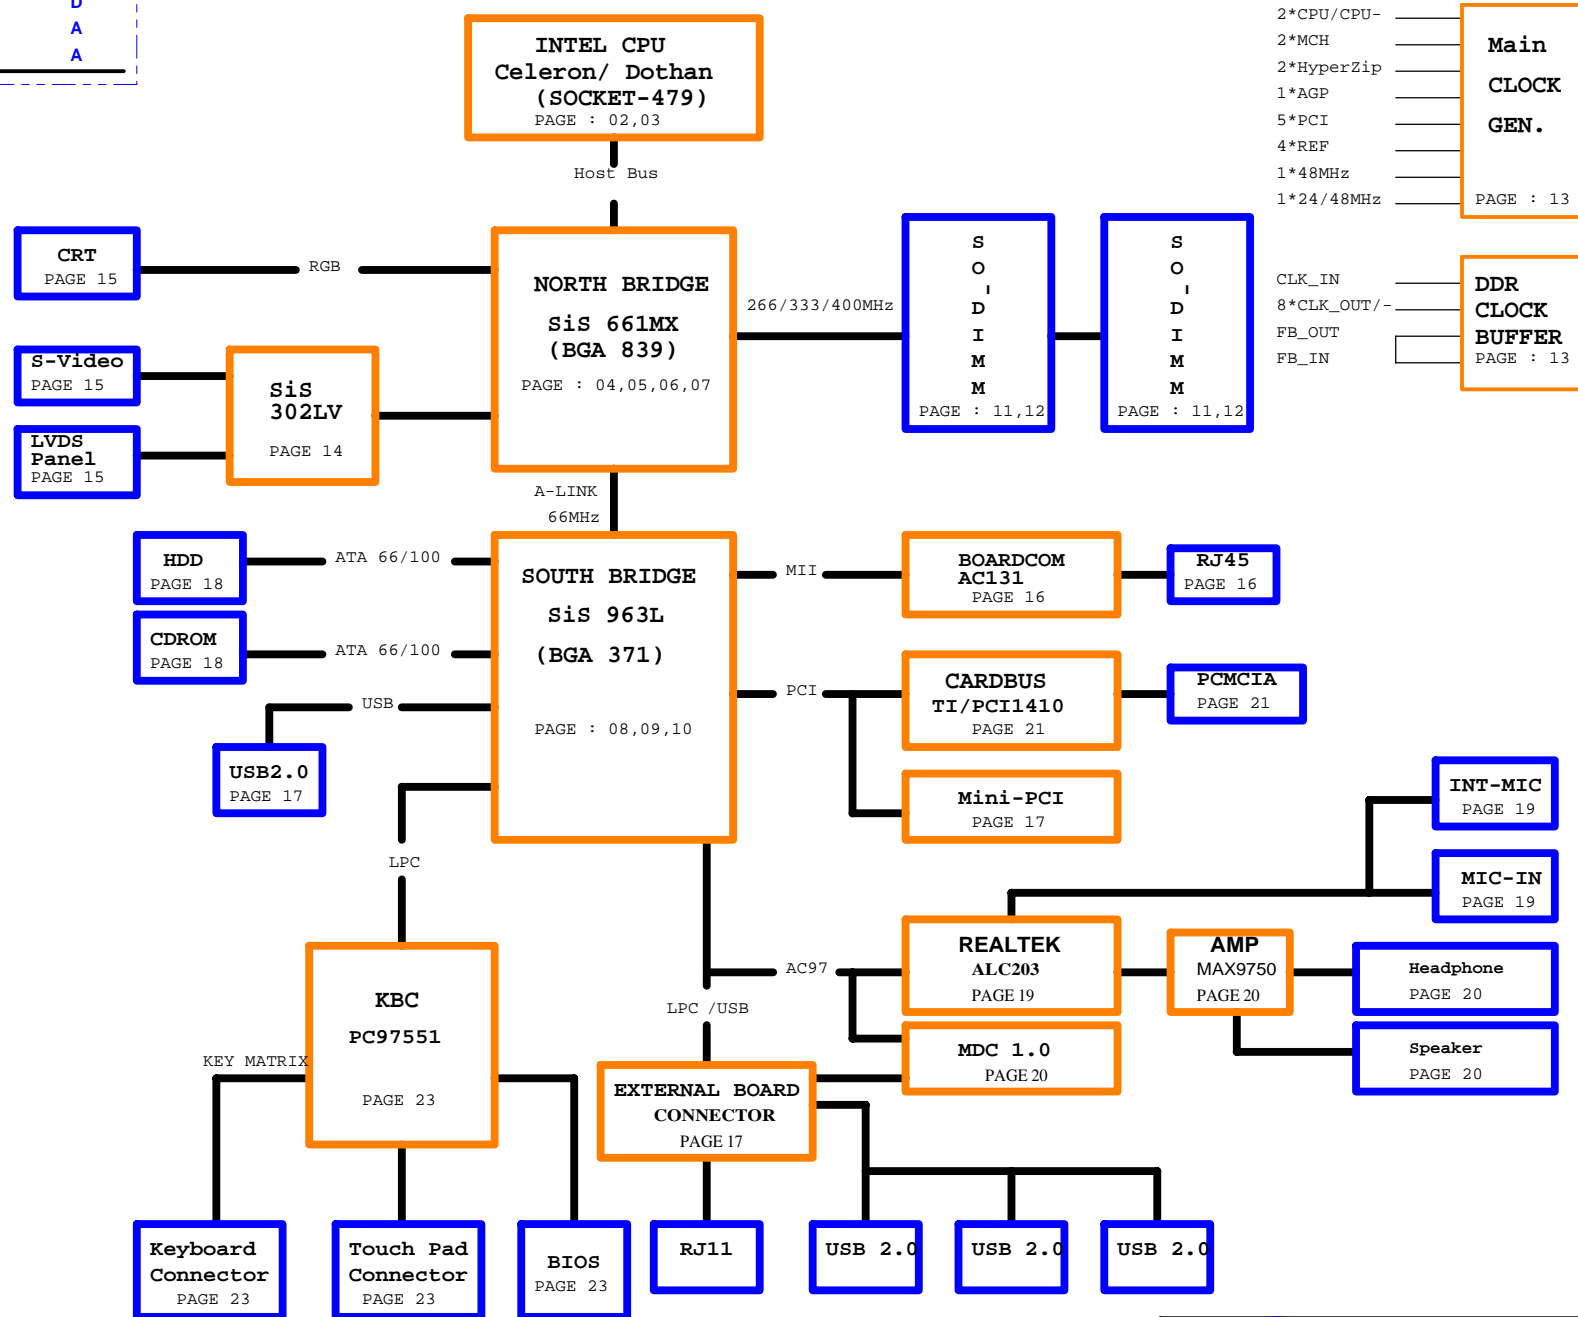 D
A
A
INTEL CPU
Celeron/ Dothan
(SOCKET-479)
PAGE : 02,03
Host Bus
2*CPU/CPU-
2*MCH
2*HyperZip
1*AGP
5*PCI
4*REF
1*48MHz
1*24/48MHz
Main
CLOCK
GEN.
PAGE : 13
CLK_IN
8*CLK_OUT/-
FB_OUT
FB_IN
DDR
CLOCK
BUFFER
PAGE : 13
CRT
PAGE 15
RGB
NORTH BRIDGE
SiS 661MX
(BGA 839)
PAGE : 04,05,06,07
266/333/400MHz
S
O
-
D
I
M
M
PAGE : 11,12
S
O
-
D
I
M
M
PAGE : 11,12
S-Video
PAGE 15
LVDS
Panel
PAGE 15
SiS
302LV
PAGE 14
A-LINK
66MHz
HDD
PAGE 18
ATA 66/100
CDROM
PAGE 18
ATA 66/100
USB
USB2.0
PAGE 17
SOUTH BRIDGE
SiS 963L
(BGA 371)
PAGE : 08,09,10
MII
BOARDCOM
AC131
PAGE 16
RJ45
PAGE 16
PCI
CARDBUS
TI/PCI1410
PAGE 21
PCMCIA
PAGE 21
Mini-PCI
PAGE 17
INT-MIC
PAGE 19
MIC-IN
PAGE 19
LPC
AC97
REALTEK
ALC203
PAGE 19
AMP
MAX9750
PAGE 20
Headphone
PAGE 20
Speaker
PAGE 20
MDC 1.0
PAGE 20
LPC /USB
KBC
PC97551
PAGE 23
KEY MATRIX
EXTERNAL BOARD
CONNECTOR
PAGE 17
Keyboard
Connector
PAGE 23
Touch Pad
Connector
PAGE 23
BIOS
PAGE 23
RJ11
USB 2.0
USB 2.0
USB 2.0